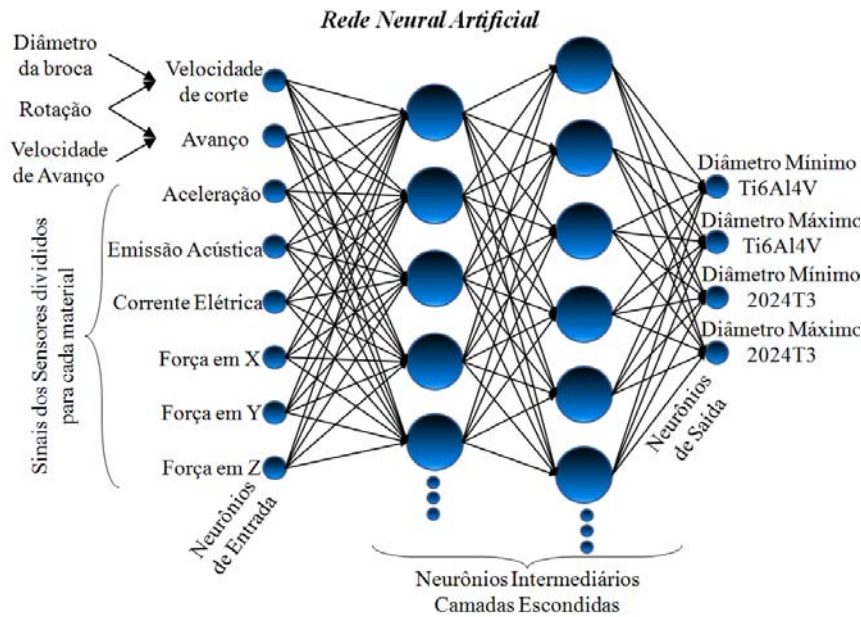 Rede Neural Artificial
Diâmetro
da broca
Rotação
Velocidade
de Avanço
Velocidade
de corte
Avanço
Aceleração
Emissão Acústica
Corrente Elétrica
Força em X
Força em Y
Força em Z
Sinais dos Sensores divididos
para cada material
Neurônios
de Entrada
Diâmetro Mínimo
Ti6Al4V
Diâmetro Máximo
Ti6Al4V
Diâmetro Mínimo
2024T3
Diâmetro Máximo
2024T3
Neurônios
de Saída
Neurônios Intermediários
Camadas Escondidas